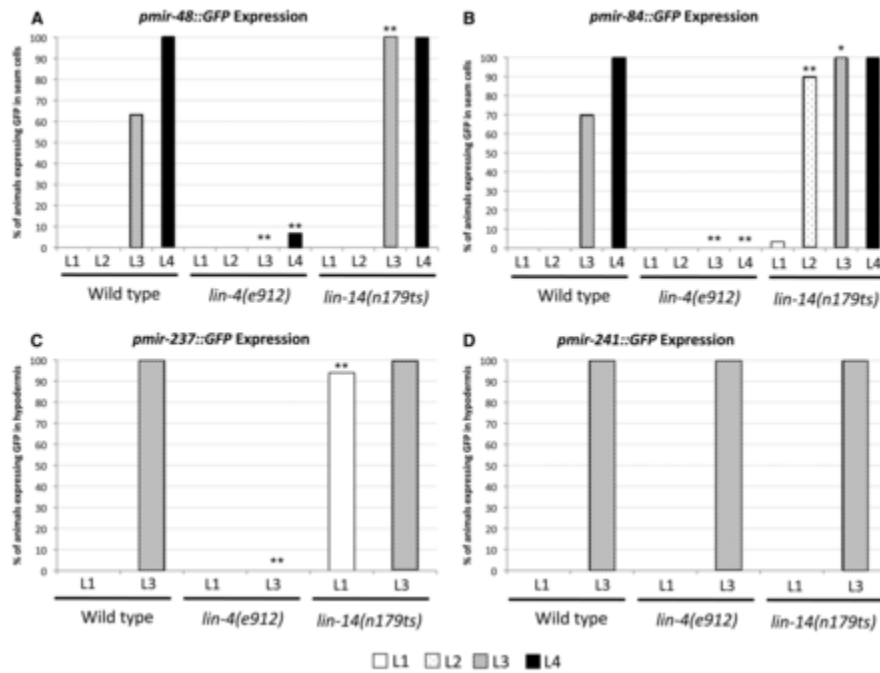 A
pmir-48::GFP Expression
% of animals expressing GFP in seam cells
100
90
80
70
60
50
40
30
20
10
0
**
**
**
L1 L2 L3 L4 L1 L2 L3 L4 L1 L2 L3 L4
Wild type lin-4(e912) lin-14(n179ts)
B
pmir-84::GFP Expression
% of animals expressing GFP in seam cells
100
90
80
70
60
50
40
30
20
10
0
** ** ** *
L1 L2 L3 L4 L1 L2 L3 L4 L1 L2 L3 L4
Wild type lin-4(e912) lin-14(n179ts)
C
pmir-237::GFP Expression
% of animals expressing GFP in hypodermis
100
90
80
70
60
50
40
30
20
10
0
** **
L1 L3 L1 L3 L1 L3
Wild type lin-4(e912) lin-14(n179ts)
D
pmir-241::GFP Expression
% of animals expressing GFP in hypodermis
100
90
80
70
60
50
40
30
20
10
0
L1 L3 L1 L3 L1 L3
Wild type lin-4(e912) lin-14(n179ts)
L1 L2 L3 L4